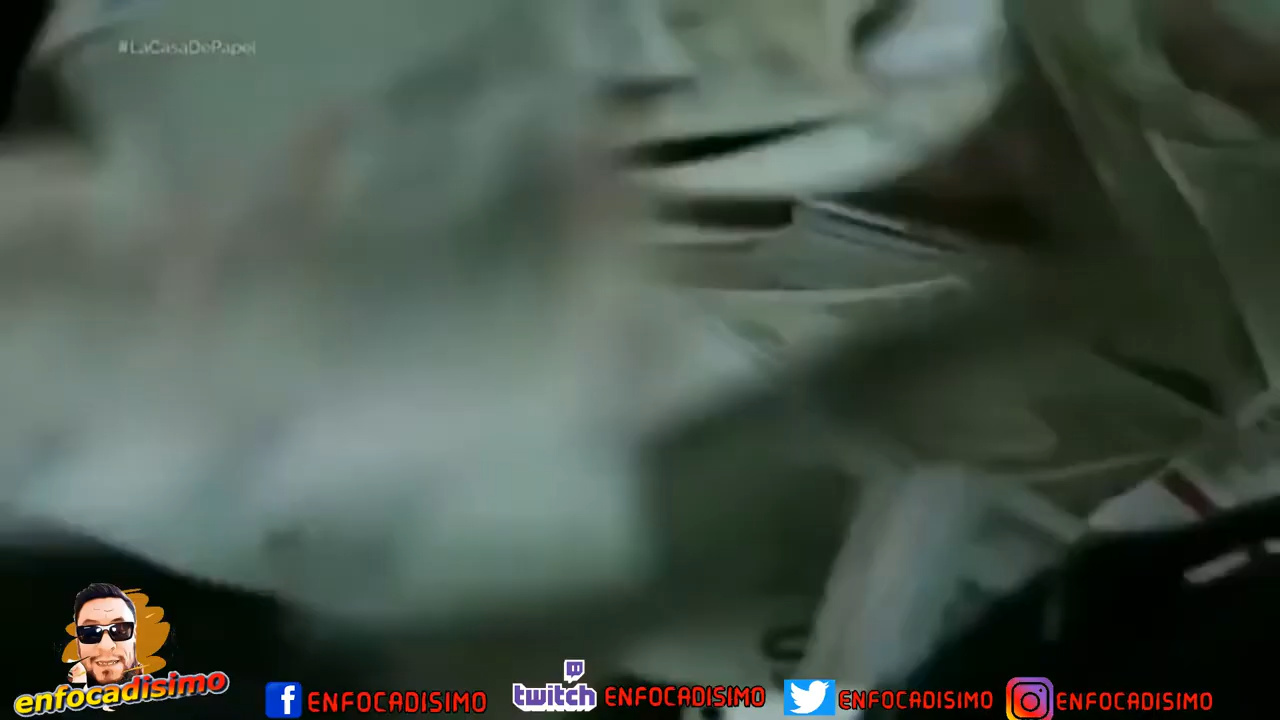 #LaCasaDePapel
enfocadisimo
ENFOCADISIMO
twitch ENFOCADISIMO
ENFOCADISIMO
ENFOCADISIMO